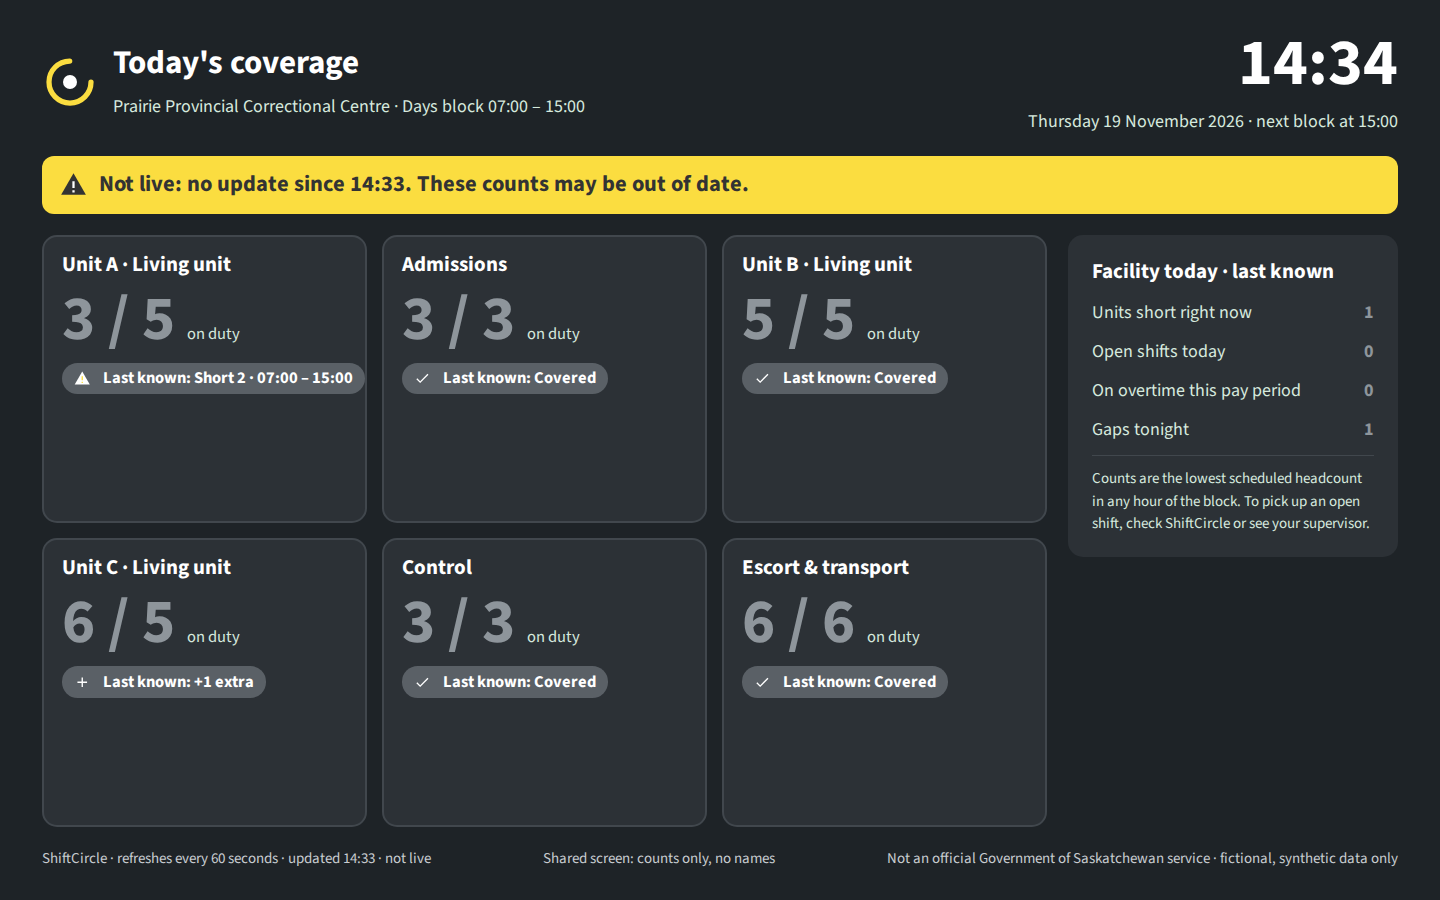 Today's coverage
Prairie Provincial Correctional Centre · Days block 07:00 – 15:00
14:34
Thursday 19 November 2026 · next block at 15:00
Not live: no update since 14:33. These counts may be out of date.
Unit A · Living unit
3 / 5 on duty
Last known: Short 2 · 07:00 – 15:00
Admissions
3 / 3 on duty
Last known: Covered
Unit B · Living unit
5 / 5 on duty
Last known: Covered
Unit C · Living unit
6 / 5 on duty
Last known: +1 extra
Control
3 / 3 on duty
Last known: Covered
Escort & transport
6 / 6 on duty
Last known: Covered
Facility today · last known
Units short right now 1
Open shifts today 0
On overtime this pay period 0
Gaps tonight 1
Counts are the lowest scheduled headcount
in any hour of the block. To pick up an open
shift, check ShiftCircle or see your supervisor.
ShiftCircle · refreshes every 60 seconds · updated 14:33 · not live
Shared screen: counts only, no names
Not an official Government of Saskatchewan service · fictional, synthetic data only